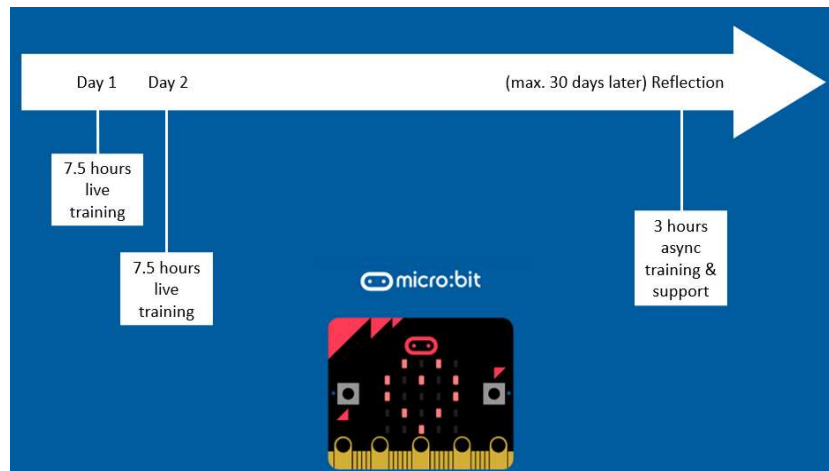 Day 1 Day 2 (max. 30 days later) Reflection
7.5 hours
live
training
7.5 hours
live
training
3 hours
async
training &
support
micro:bit